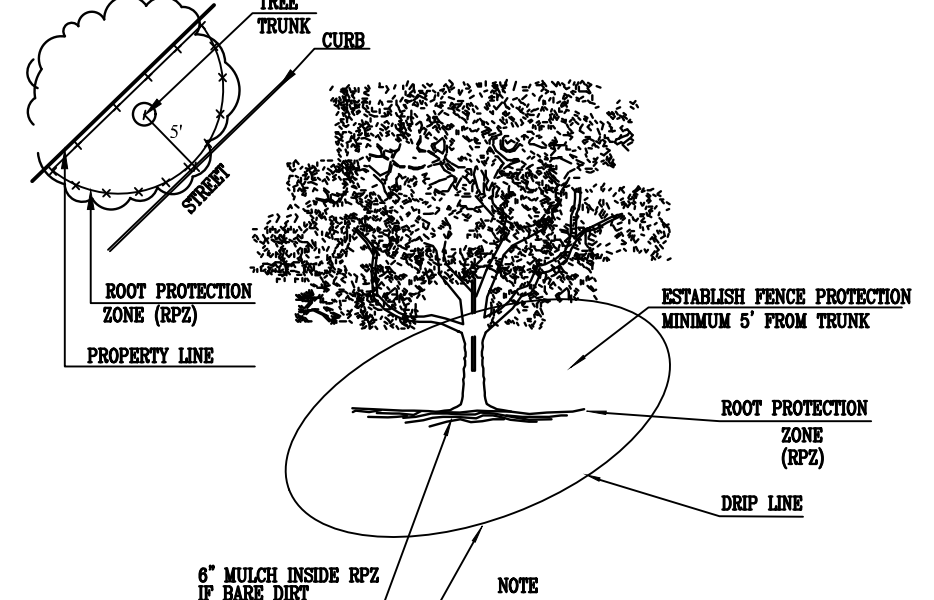 TREE
TRUNK
CURB
5'
STREET
ROOT PROTECTION
ZONE (RPZ)
PROPERTY LINE
ESTABLISH FENCE PROTECTION
MINIMUM 5' FROM TRUNK
ROOT PROTECTION
ZONE
(RPZ)
DRIP LINE
6" MULCH INSIDE RPZ
IF BARE DIRT
NOTE